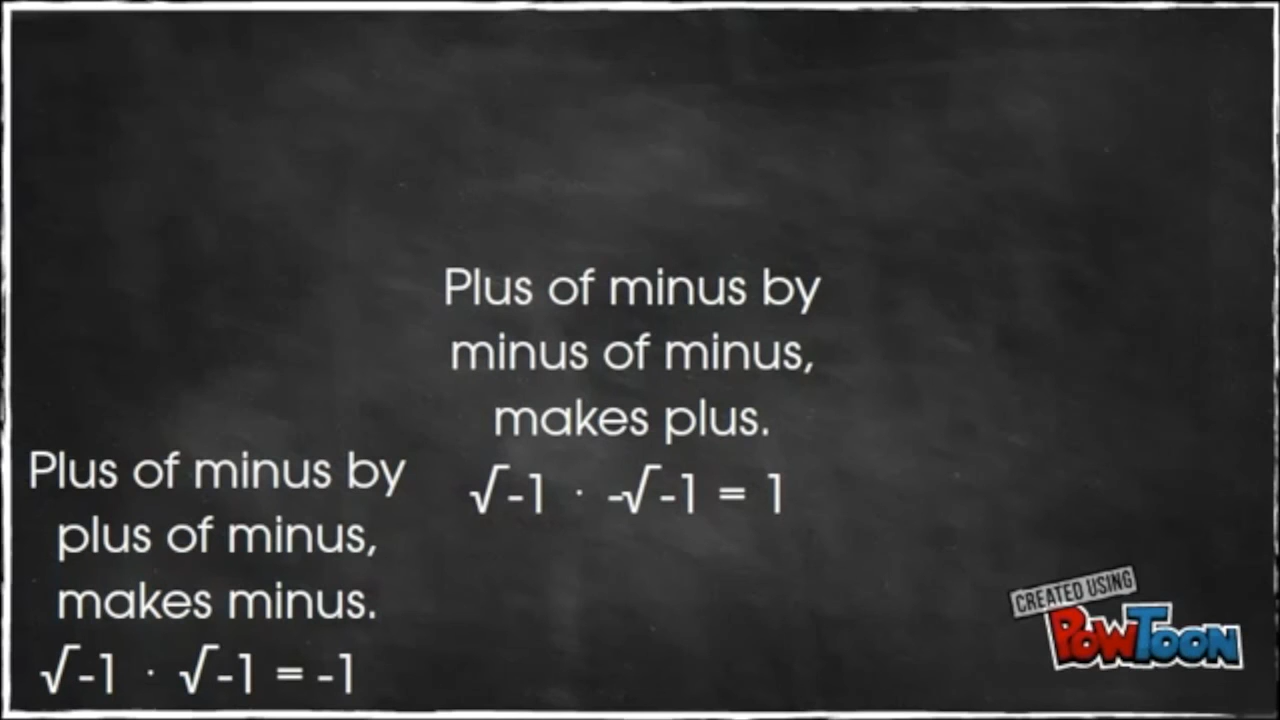 Plus of minus by
minus of minus,
makes plus.
√-1 · -√-1 = 1
Plus of minus by
plus of minus,
makes minus.
√-1 · √-1 = -1
CREATED USING
POWTOON